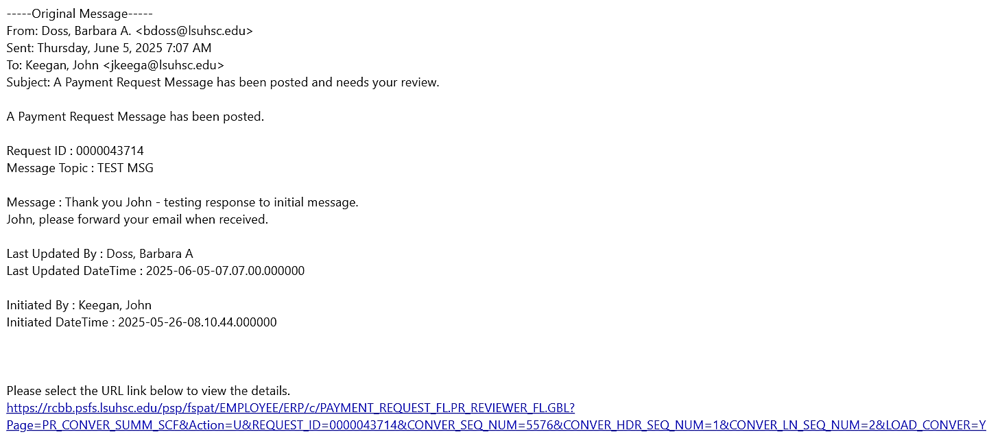 -----Original Message-----
From: Doss, Barbara A. <bdoss@lsuhsc.edu>
Sent: Thursday, June 5, 2025 7:07 AM
To: Keegan, John <jkeega@lsuhsc.edu>
Subject: A Payment Request Message has been posted and needs your review.
A Payment Request Message has been posted.
Request ID : 0000043714
Message Topic : TEST MSG
Message : Thank you John - testing response to initial message.
John, please forward your email when received.
Last Updated By : Doss, Barbara A
Last Updated DateTime : 2025-06-05-07.07.00.000000
Initiated By : Keegan, John
Initiated DateTime : 2025-05-26-08.10.44.000000
Please select the URL link below to view the details.
https://rcbb.psfs.lsuhsc.edu/psp/fspat/EMPLOYEE/ERP/c/PAYMENT_REQUEST_FL.PR_REVIEWER_FL.GBL?
Page=PR_CONVER_SUMM_SCF&Action=U&REQUEST_ID=0000043714&CONVER_SEQ_NUM=5576&CONVER_HDR_SEQ_NUM=1&CONVER_LN_SEQ_NUM=2&LOAD_CONVER=Y